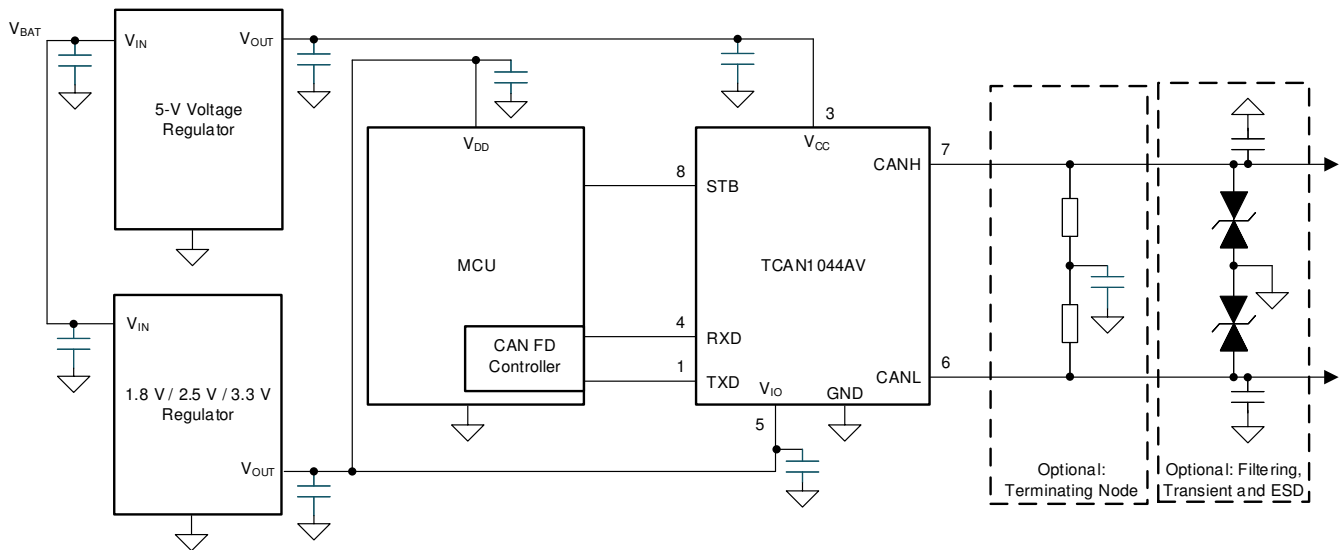 VBAT
VIN
VOUT
5-V Voltage
Regulator
VIN
1.8 V / 2.5 V / 3.3 V
Regulator
VOUT
VDD
MCU
CAN FD
Controller
8
4
1
3
VCC
STB
TCAN1044AV
RXD
TXD
VIO
5
GND
CANH
7
CANL
6
Optional:
Terminating Node
Optional: Filtering,
Transient and ESD